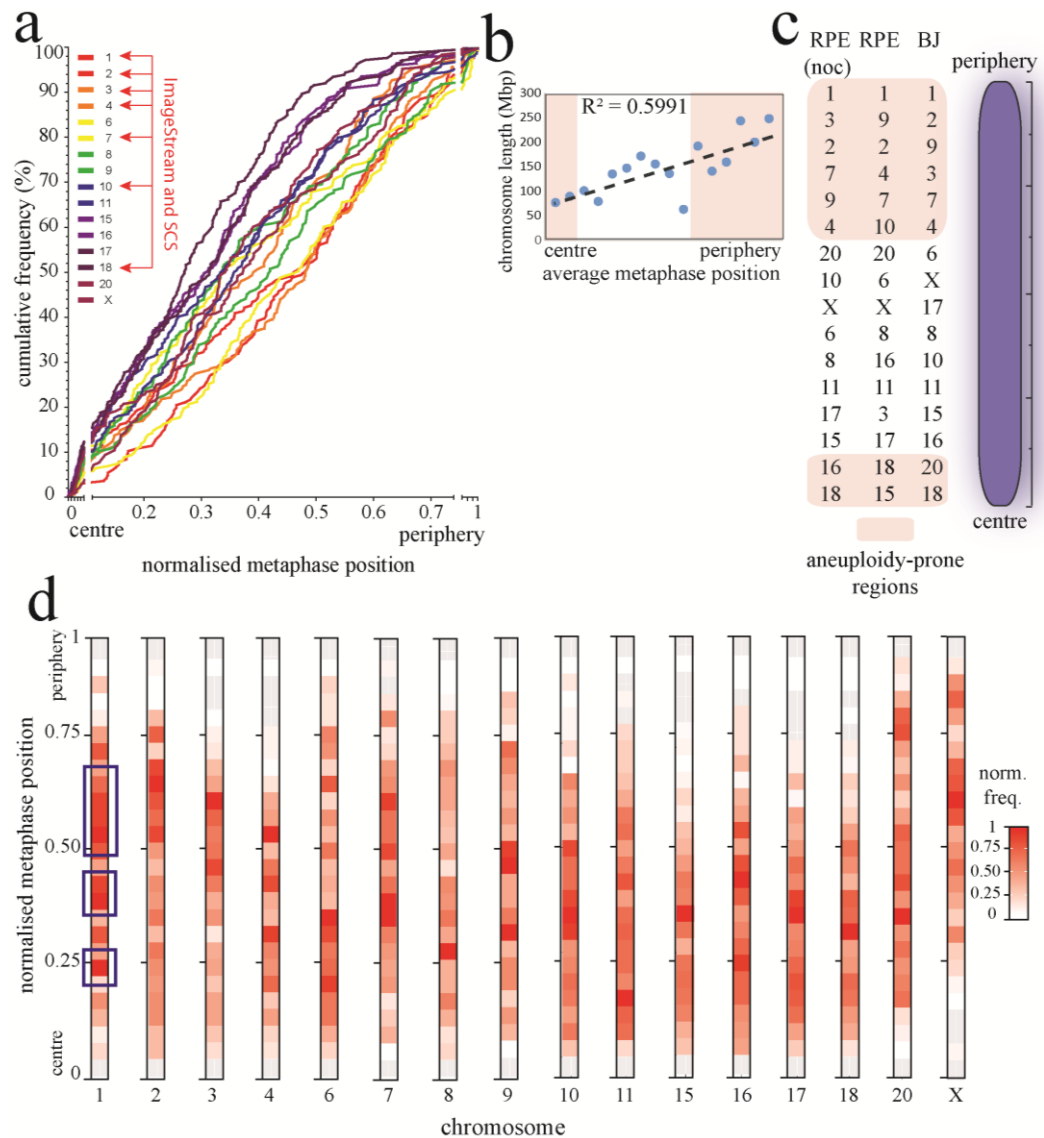 a
100
90
80
70
60
50
40
30
20
10
0
cumulative frequency (%)
1
2
3
4
6
7
8
9
10
11
15
16
17
18
20
X
ImageStream and SCS
0
0.2
0.3
0.4
0.5
0.6
0.7
1
centre
periphery
normalised metaphase position
b
R² = 0.5991
300
250
200
150
100
50
0
chromosome length (Mbp)
centre
periphery
average metaphase position
c
RPE RPE BJ
(noc)
1 1 1
3 9 2
2 2 9
7 4 3
9 7 7
4 10 4
20 20 6
10 6 X
X X 17
6 8 8
8 16 10
11 11 11
17 3 15
15 17 16
16 18 20
18 15 18
aneuploidy-prone
regions
periphery
centre
d
periphery
centre
normalised metaphase position
1
0.75
0.50
0.25
0
1 2 3 4 6 7 8 9 10 11 15 16 17 18 20 X
chromosome
norm.
freq.
1
0.75
0.50
0.25
0